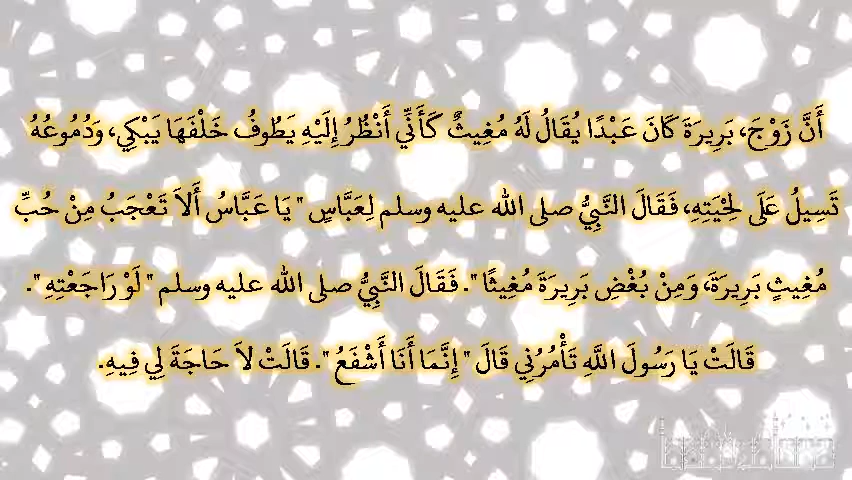 أَنَّ زَوْجَ، بَرِيرَةَ كَانَ عَبْدًا يُقَالُ لَهُ مُغِيثٌ كَأَنِّي أَنْظُرُ إِلَيْهِ يَطُوفُ خَلْفَهَا يَبْكِي، وَدُمُوعُهُ
تَسِيلُ عَلَى لِحْيَتِهِ، فَقَالَ النَّبِيُّ صلى الله عليه وسلم لِعَبَّاسٍ " يَا عَبَّاسُ أَلاَ تَعْجَبُ مِنْ حُبِّ
مُغِيثٍ بَرِيرَةَ، وَمِنْ بُغْضِ بَرِيرَةَ مُغِيثًا ". فَقَالَ النَّبِيُّ صلى الله عليه وسلم " لَوْ رَاجَعْتِهِ ".
قَالَتْ يَا رَسُولَ اللَّهِ تَأْمُرُنِي قَالَ " إِنَّمَا أَنَا أَشْفَعُ ". قَالَتْ لاَ حَاجَةَ لِي فِيهِ.